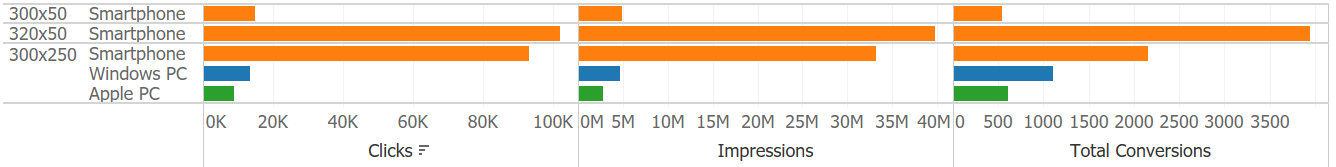 300x50 Smartphone
320x50 Smartphone
300x250 Smartphone
Windows PC
Apple PC
0K 20K 40K 60K 80K 100K 0M 5M 10M 15M 20M 25M 30M 35M 40M 0 500 1000 1500 2000 2500 3000 3500
Clicks Impressions Total Conversions